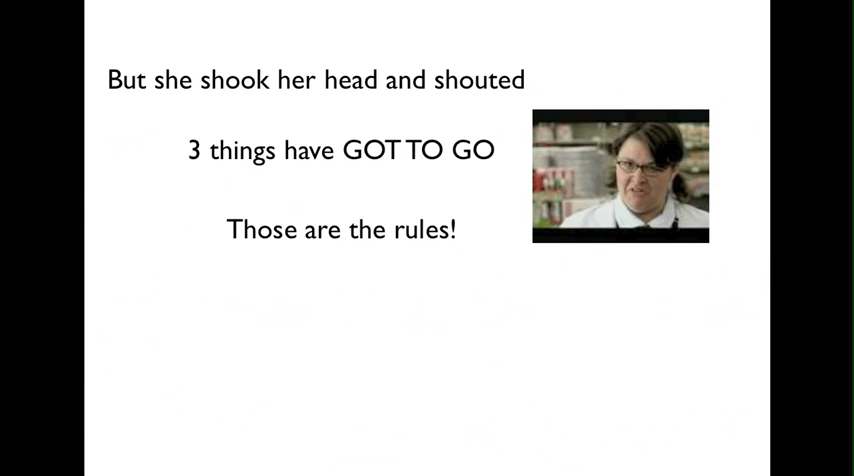 But she shook her head and shouted
3 things have GOT TO GO
Those are the rules!